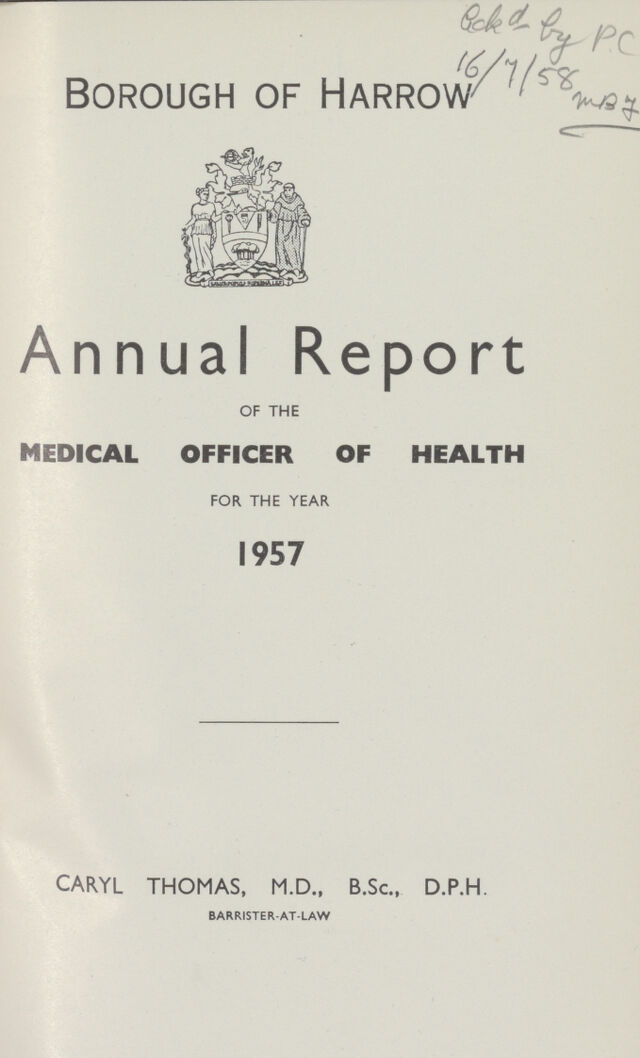 Ackd by P.C
16/7/58
BOROUGH OF HARROW
Annual Report
OF THE
MEDICAL OFFICER OF HEALTH
FOR THE YEAR
1957
CARYL THOMAS, M.D., B.Sc., D.P.H.
BARRISTER-AT-LAW